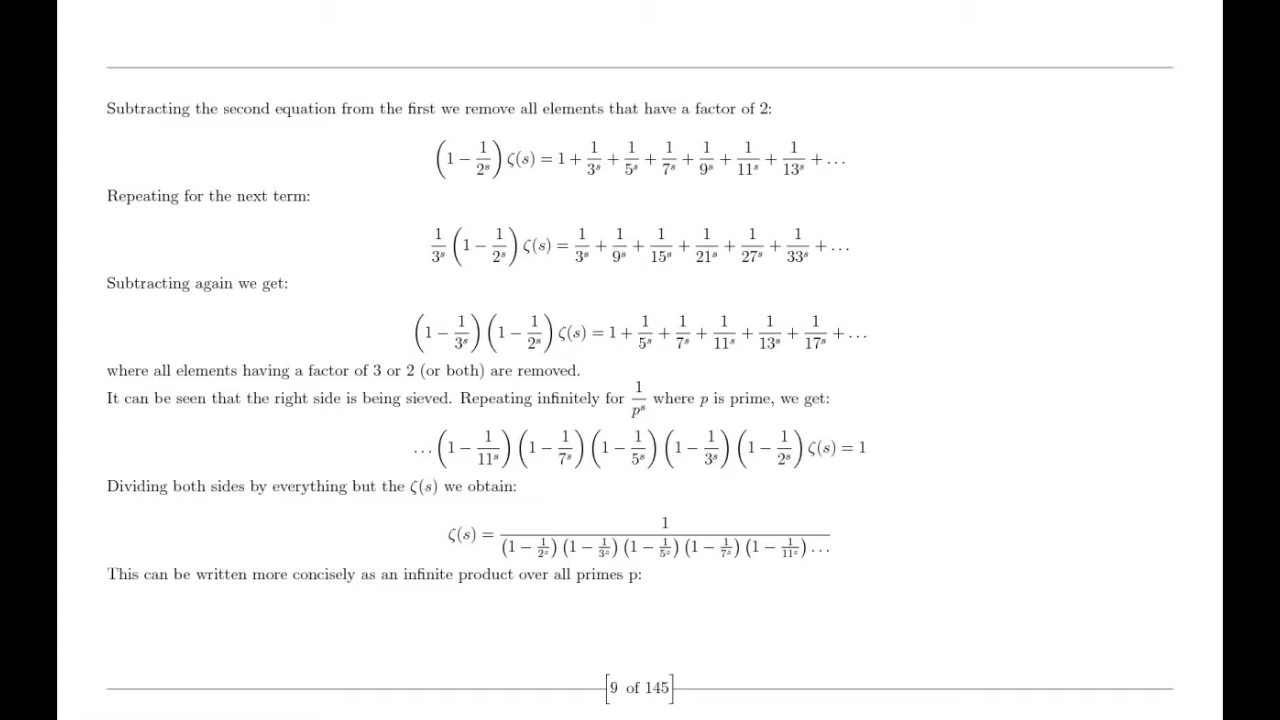 Subtracting the second equation from the first we remove all elements that have a factor of 2:
(1 − 1/2^s) ζ(s) = 1 + 1/3^s + 1/5^s + 1/7^s + 1/9^s + 1/11^s + 1/13^s + ...
Repeating for the next term:
1/3^s (1 − 1/2^s) ζ(s) = 1/3^s + 1/9^s + 1/15^s + 1/21^s + 1/27^s + 1/33^s + ...
Subtracting again we get:
(1 − 1/3^s) (1 − 1/2^s) ζ(s) = 1 + 1/5^s + 1/7^s + 1/11^s + 1/13^s + 1/17^s + ...
where all elements having a factor of 3 or 2 (or both) are removed.
It can be seen that the right side is being sieved. Repeating infinitely for 1/p^s where p is prime, we get:
... (1 − 1/11^s) (1 − 1/7^s) (1 − 1/5^s) (1 − 1/3^s) (1 − 1/2^s) ζ(s) = 1
Dividing both sides by everything but the ζ(s) we obtain:
ζ(s) = 1 / (1 − 1/2^s) (1 − 1/3^s) (1 − 1/5^s) (1 − 1/7^s) (1 − 1/11^s) ...
This can be written more concisely as an infinite product over all primes p:
[9 of 145]